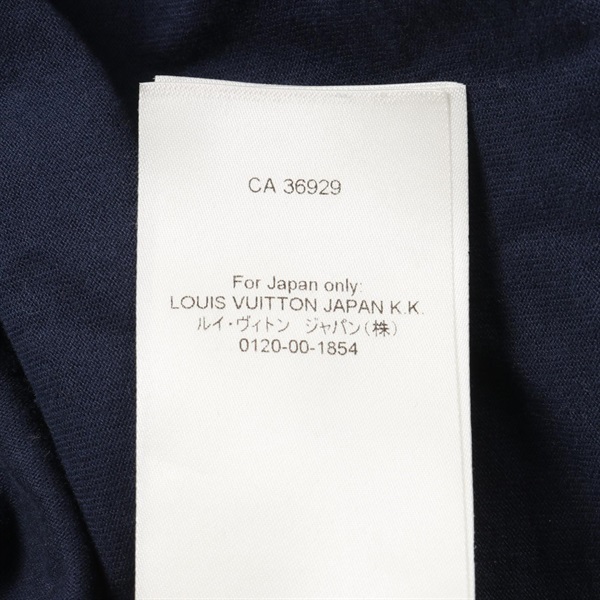 CA 36929
For Japan only:
LOUIS VUITTON JAPAN K.K.
ルイ・ヴィトン　ジャパン(株)
0120-00-1854